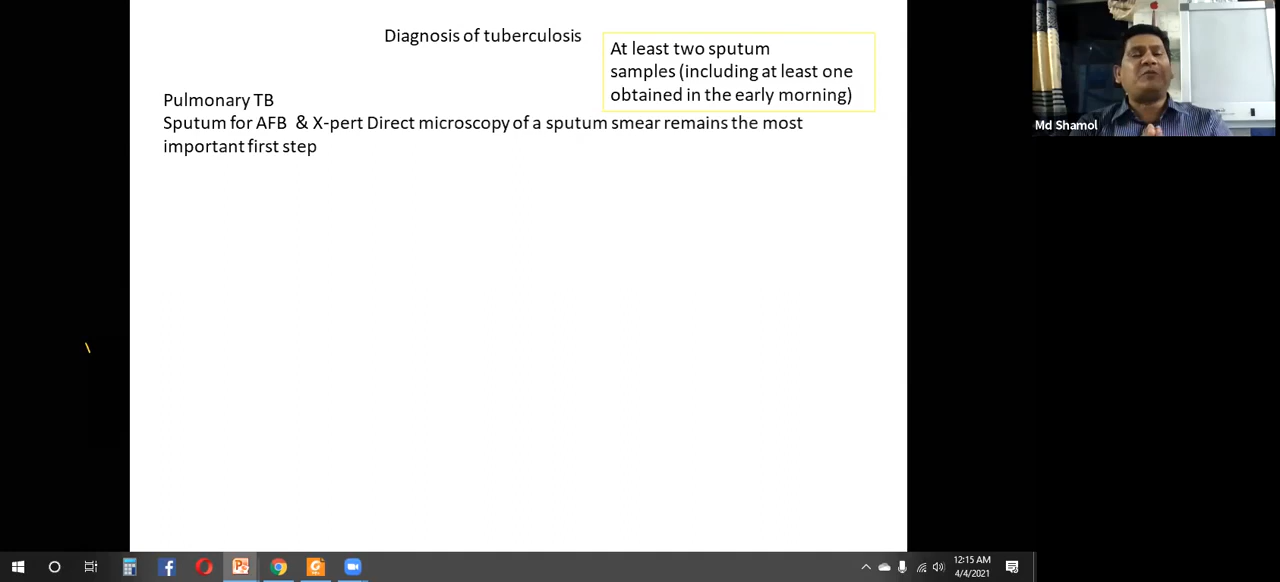 Diagnosis of tuberculosis
At least two sputum
samples (including at least one
obtained in the early morning)
Pulmonary TB
Sputum for AFB & X-pert Direct microscopy of a sputum smear remains the most
important first step
Md Shamol
12:15 AM
4/4/2021